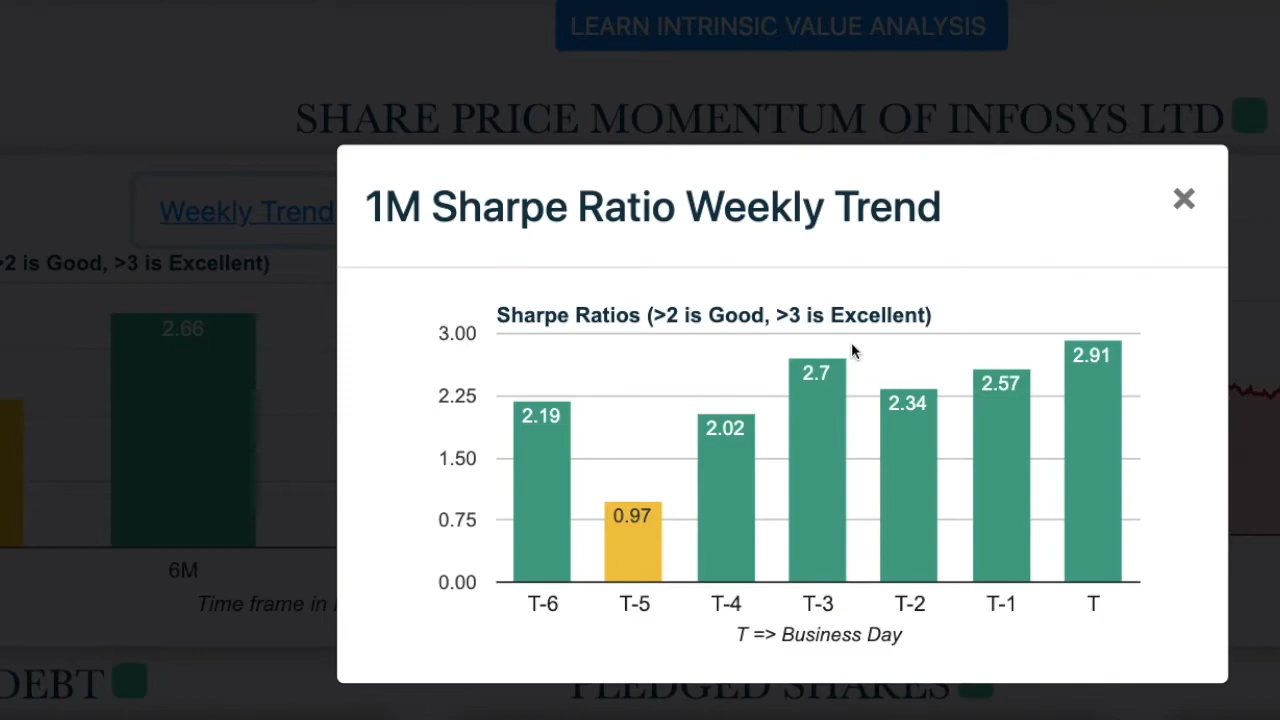 LEARN INTRINSIC VALUE ANALYSIS
SHARE PRICE MOMENTUM OF INFOSYS LTD
Weekly Trend
>2 is Good, >3 is Excellent)
2.66
6M
Time frame in
1M Sharpe Ratio Weekly Trend
×
Sharpe Ratios (>2 is Good, >3 is Excellent)
3.00
2.25
1.50
0.75
0.00
2.19
0.97
2.02
2.7
2.34
2.57
2.91
T-6 T-5 T-4 T-3 T-2 T-1 T
T => Business Day
DEBT
PLEDGED SHARES